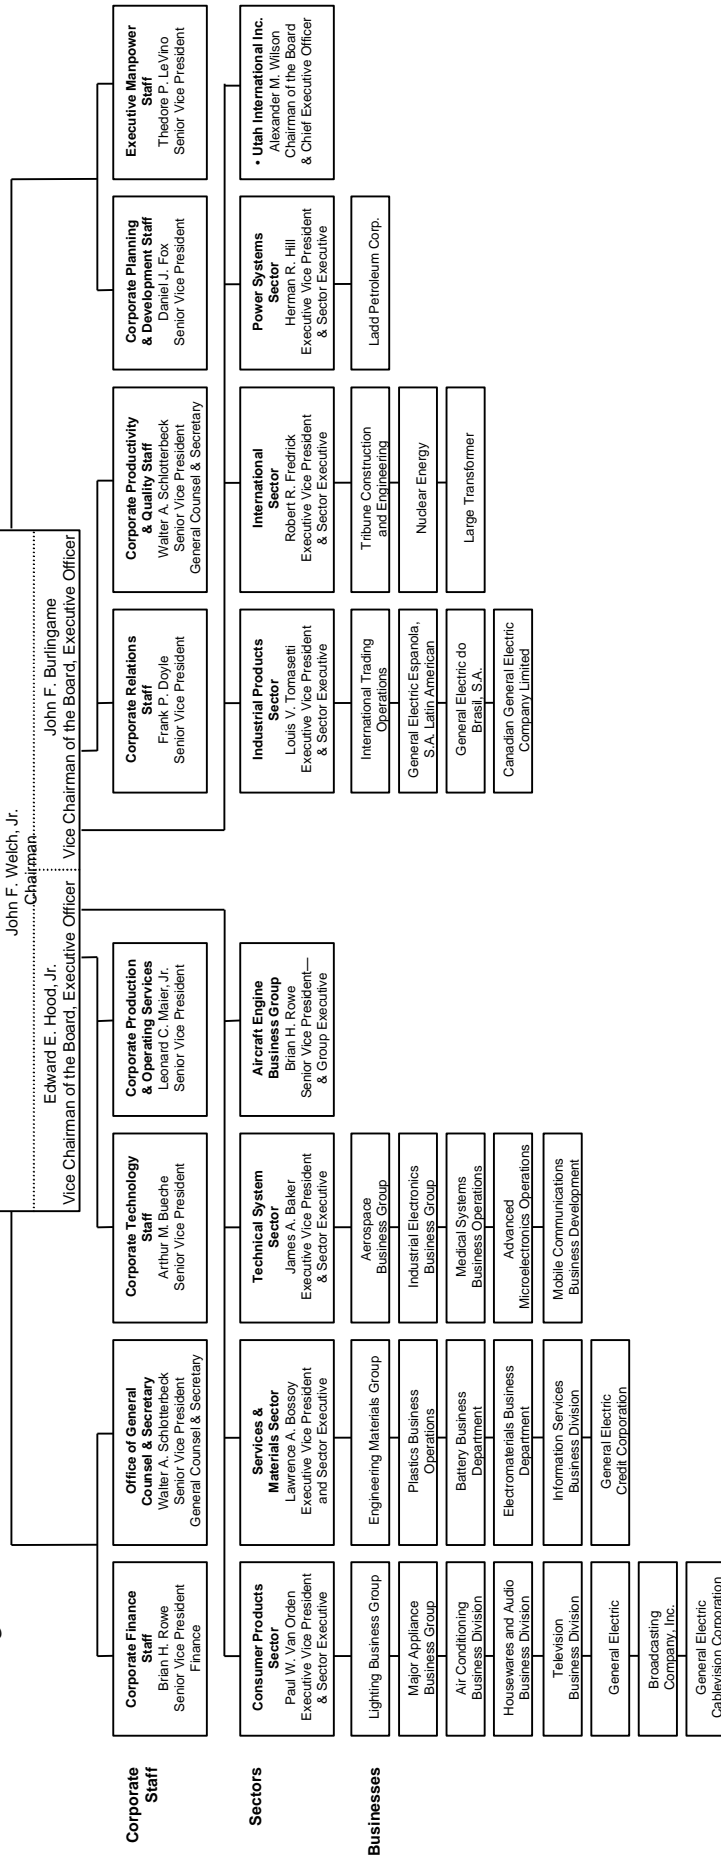 John F. Welch, Jr.
Chairman
Edward E. Hood, Jr.
Vice Chairman of the Board, Executive Officer
John F. Burlingame
Vice Chairman of the Board, Executive Officer
Corporate
Staff
Corporate Finance
Staff
Brian H. Rowe
Senior Vice President
Finance
Office of General
Counsel & Secretary
Walter A. Schlotterbeck
Senior Vice President
General Counsel & Secretary
Corporate Technology
Staff
Arthur M. Bueche
Senior Vice President
Corporate Production
& Operating Services
Leonard C. Maier, Jr.
Senior Vice President
Corporate Relations
Staff
Frank P. Doyle
Senior Vice President
Corporate Productivity
& Quality Staff
Walter A. Schlotterbeck
Senior Vice President
General Counsel & Secretary
Corporate Planning
& Development Staff
Daniel J. Fox
Senior Vice President
Executive Manpower
Staff
Thedore P. LeVino
Senior Vice President
Sectors
Consumer Products
Sector
Paul W. Van Orden
Executive Vice President
& Sector Executive
Services &
Materials Sector
Lawrence A. Bossoy
Executive Vice President
and Sector Executive
Technical System
Sector
James A. Baker
Executive Vice President
& Sector Executive
Aircraft Engine
Business Group
Brian H. Rowe
Senior Vice President—
& Group Executive
Industrial Products
Sector
Louis V. Tomasetti
Executive Vice President
& Sector Executive
International
Sector
Robert R. Fredrick
Executive Vice President
& Sector Executive
Power Systems
Sector
Herman R. Hill
Executive Vice President
& Sector Executive
• Utah International Inc.
Alexander M. Wilson
Chairman of the Board
& Chief Executive Officer
Businesses
Lighting Business Group
Major Appliance
Business Group
Air Conditioning
Business Division
Housewares and Audio
Business Division
Television
Business Division
General Electric
Broadcasting
Company, Inc.
General Electric
Cablevision Corporation
Engineering Materials Group
Plastics Business
Operations
Battery Business
Department
Electromaterials Business
Department
Information Services
Business Division
General Electric
Credit Corporation
Aerospace
Business Group
Industrial Electronics
Business Group
Medical Systems
Business Operations
Advanced
Microelectronics Operations
Mobile Communications
Business Development
International Trading
Operations
General Electric Espanola,
S.A. Latin American
General Electric do
Brasil, S.A.
Canadian General Electric
Company Limited
Tribune Construction
and Engineering
Nuclear Energy
Large Transformer
Ladd Petroleum Corp.